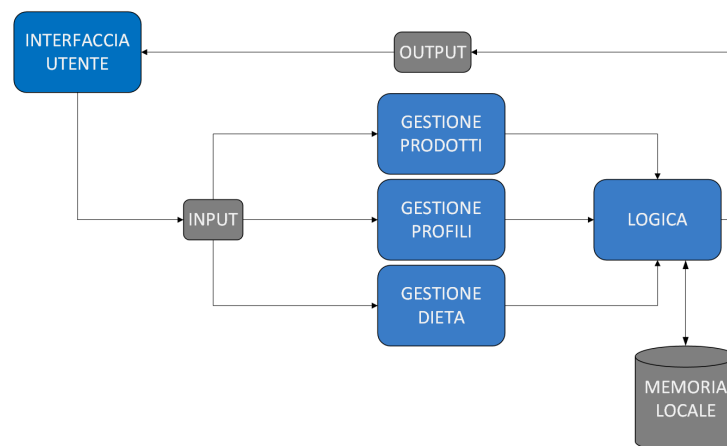 INTERFACCIA
UTENTE
OUTPUT
GESTIONE
PRODOTTI
INPUT
GESTIONE
PROFILI
LOGICA
GESTIONE
DIETA
MEMORIA
LOCALE